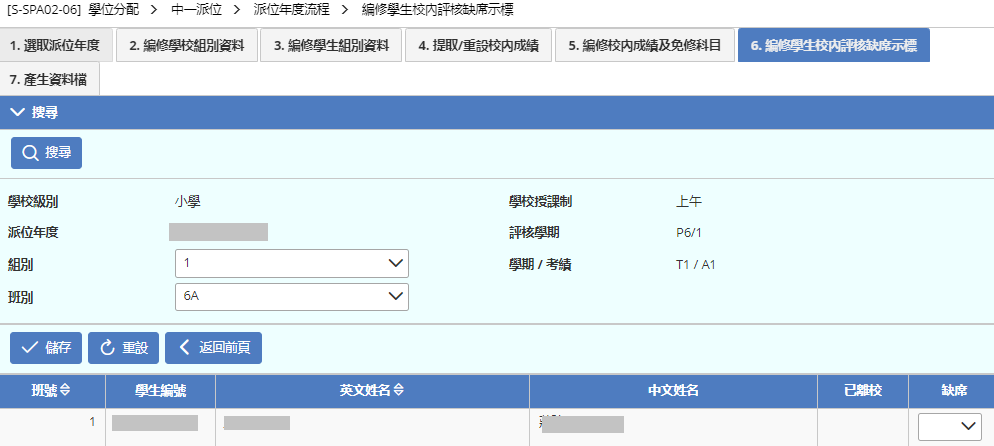 [S-SPA02-06] 學位分配 > 中一派位 > 派位年度流程 > 編修學生校內評核缺席示標
1. 選取派位年度 2. 編修學校組別資料 3. 編修學生組別資料 4. 提取/重設校內成績 5. 編修校內成績及免修科目 6. 編修學生校內評核缺席示標
7. 產生資料檔
搜尋
搜尋
學校級別 小學 學校授課制 上午
派位年度 評核學期 P6/1
組別 1 學期 / 考績 T1 / A1
班別 6A
儲存 重設 返回前頁
班號 學生編號 英文姓名 中文姓名 已離校 缺席
1